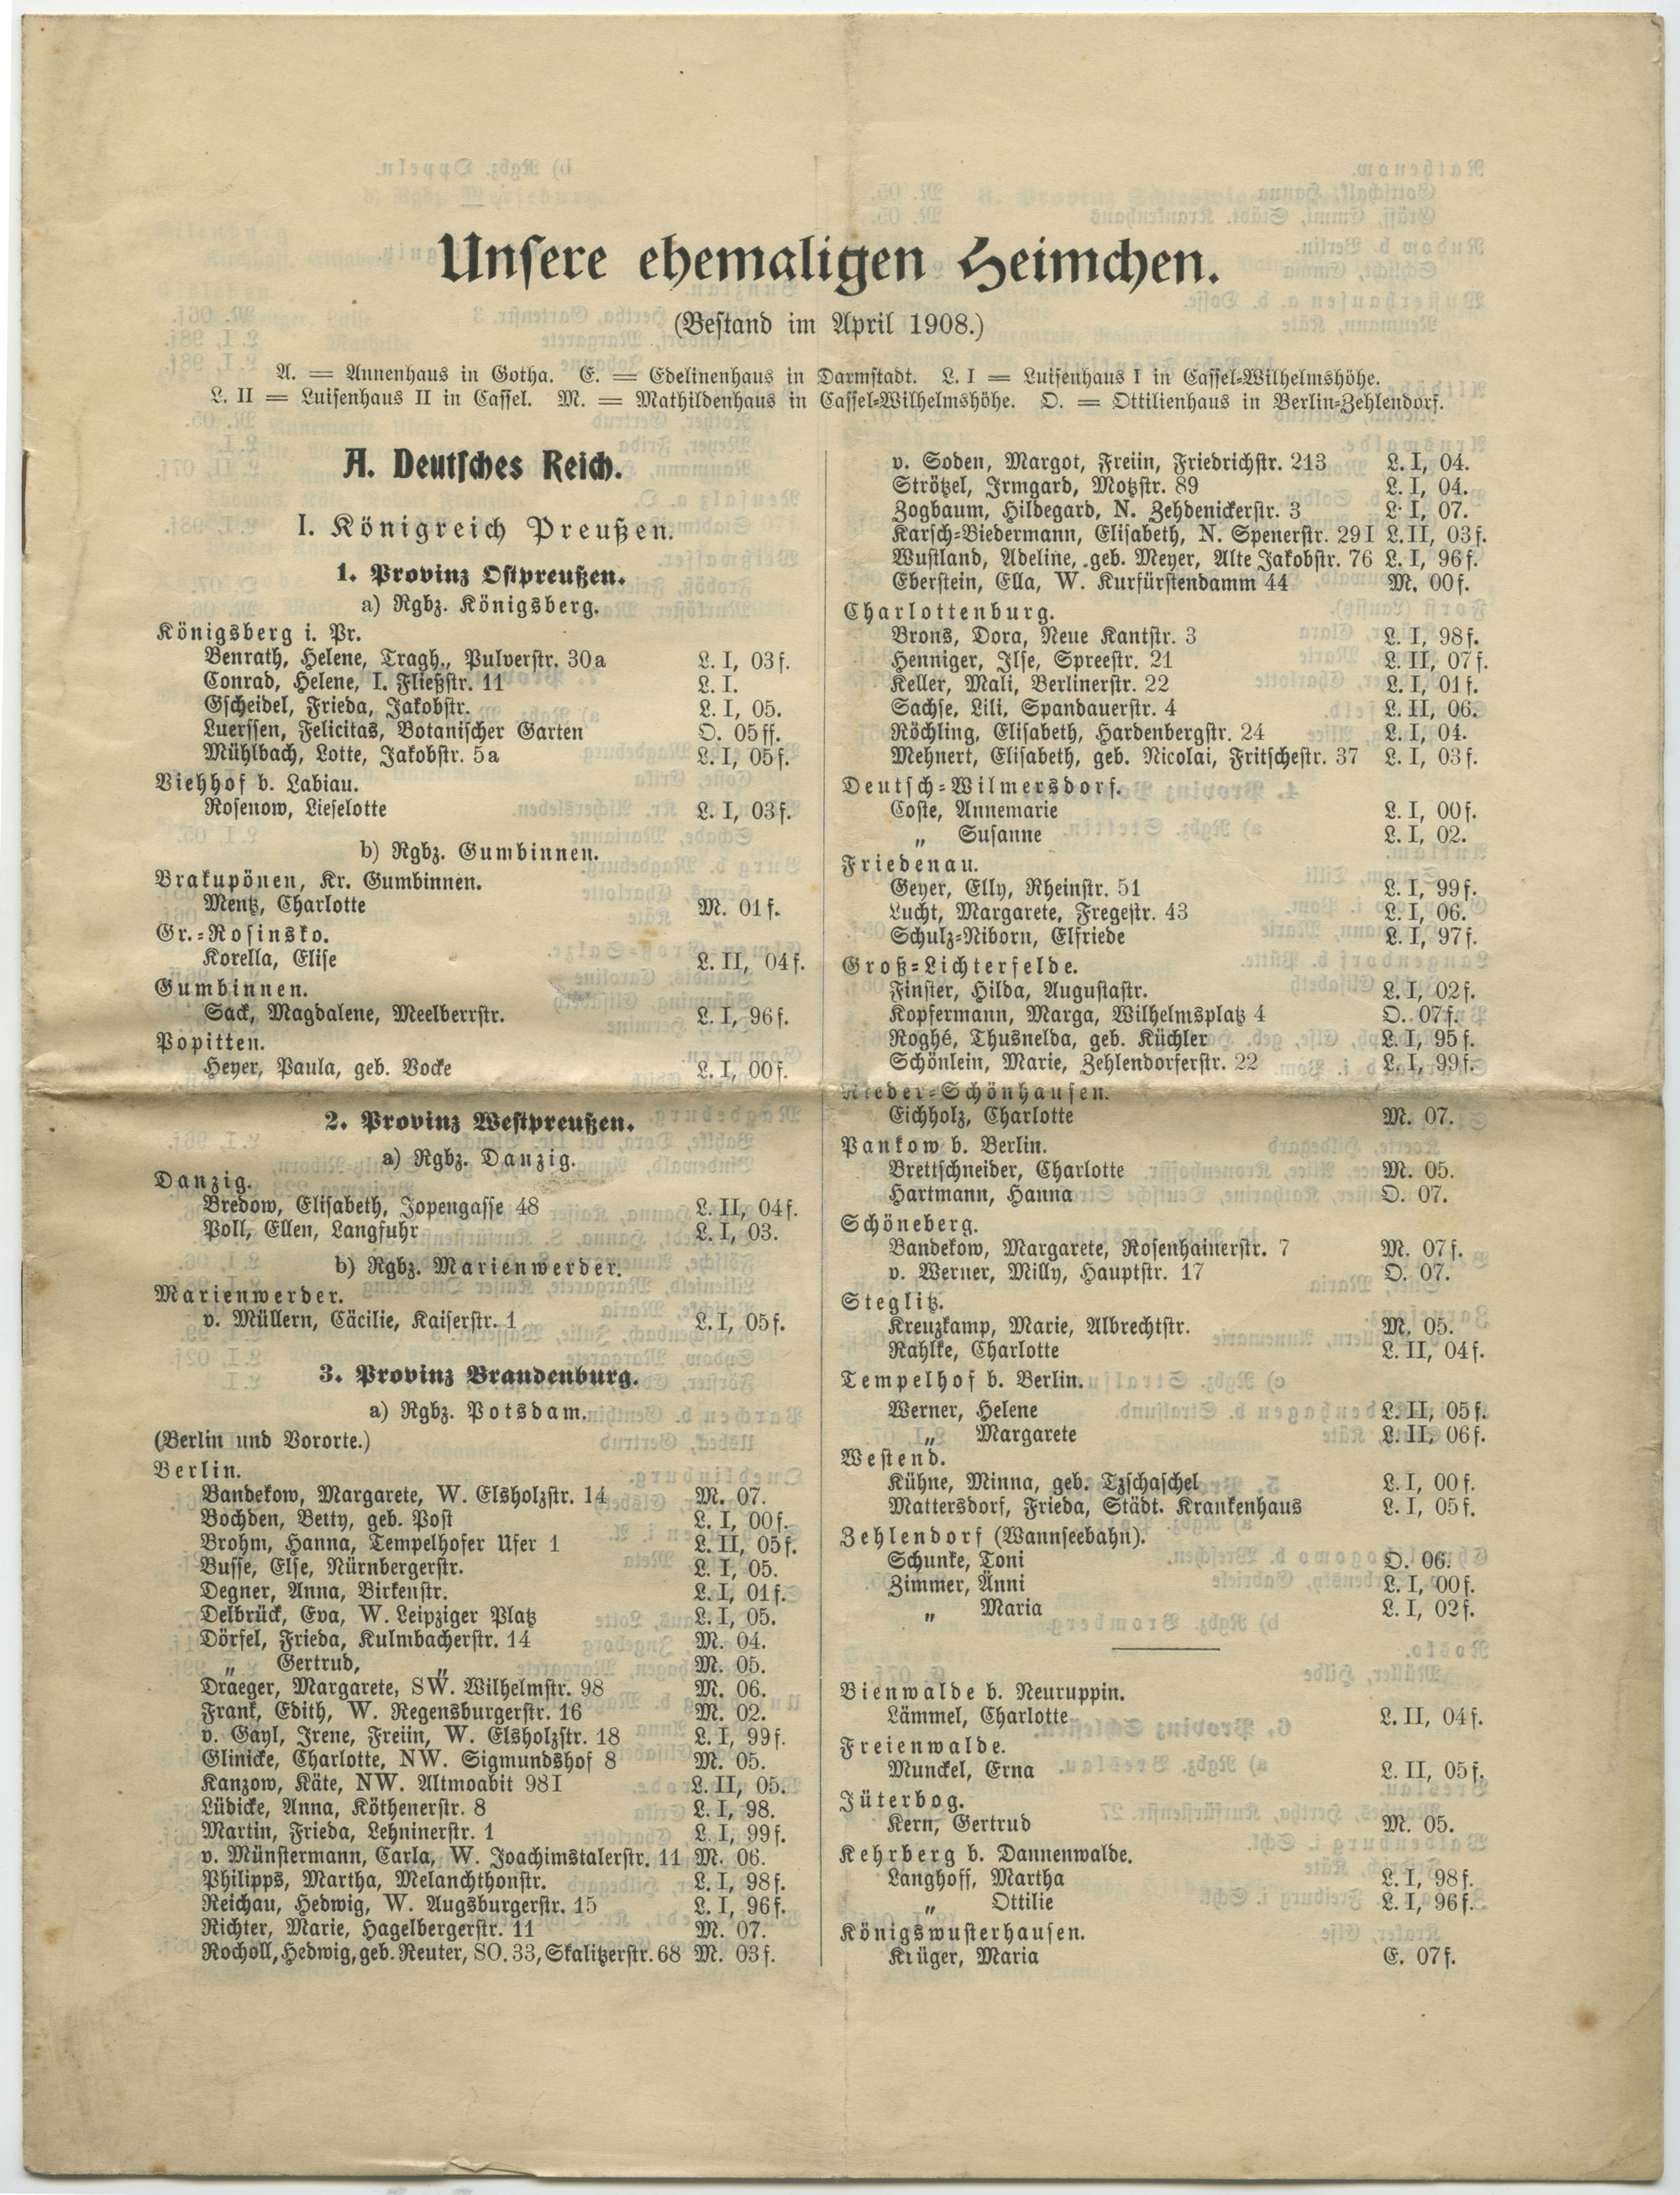 Unsere ehemaligen Heimchen.
(Bestand im April 1908.)
A. = Annenhaus in Gotha. E. = Edelinenhaus in Darmstadt. L. I = Luisenhaus I in Cassel-Wilhelmshöhe.
L. II = Luisenhaus II in Cassel. M. = Mathildenhaus in Cassel-Wilhelmshöhe. O. = Ottilienhaus in Berlin-Zehlendorf.
A. Deutsches Reich.
I. Königreich Preußen.
1. Provinz Ostpreußen.
a) Rgbz. Königsberg.
Königsberg i. Pr.
Benrath, Helene, Tragh., Pulverstr. 30a L. I, 03f.
Conrad, Helene, I. Fließstr. 11 L. I.
Gscheidel, Frieda, Jakobstr. L. I, 05.
Luerssen, Felicitas, Botanischer Garten O. 05ff.
Mühlbach, Lotte, Jakobstr. 5a L. I, 05f.
Viehhof b. Labiau.
Rosenow, Lieselotte L. I, 03f.
b) Rgbz. Gumbinnen.
Brakupönen, Kr. Gumbinnen.
Mentz, Charlotte M. 01f.
Gr.-Rosinsko.
Korella, Elise L. II, 04f.
Gumbinnen.
Sack, Magdalene, Meelberrstr. L. I, 96f.
Popitten.
Heyer, Paula, geb. Vocke L. I, 00f.
2. Provinz Westpreußen.
a) Rgbz. Danzig.
Danzig.
Bredow, Elisabeth, Jopengasse 48 L. II, 04f.
Poll, Ellen, Langfuhr L. I, 03.
b) Rgbz. Marienwerder.
Marienwerder.
v. Müllern, Cäcilie, Kaiserstr. 1 L. I, 05f.
3. Provinz Brandenburg.
a) Rgbz. Potsdam.
(Berlin und Vororte.)
Berlin.
Bandekow, Margarete, W. Elsholzstr. 14 M. 07.
Bochden, Betty, geb. Post L. I, 00f.
Brohm, Hanna, Tempelhofer Ufer 1 L. II, 05f.
Busse, Else, Nürnbergerstr. L. I, 05.
Degner, Anna, Birkenstr. L. I, 01f.
Delbrück, Eva, W. Leipziger Platz L. I, 05.
Dörfel, Frieda, Kulmbacherstr. 14 M. 04.
„ Gertrud, „ M. 05.
Draeger, Margarete, SW. Wilhelmstr. 98 M. 06.
Frank, Edith, W. Regensburgerstr. 16 M. 02.
v. Gayl, Irene, Freiin, W. Elsholzstr. 18 L. I, 99f.
Glinicke, Charlotte, NW. Sigmundshof 8 M. 05.
Kanzow, Käte, NW. Altmoabit 98I L. II, 05.
Lüdicke, Anna, Köthenerstr. 8 L. I, 98.
Martin, Frieda, Lehninerstr. 1 L. I, 99f.
v. Münstermann, Carla, W. Joachimstalerstr. 11 M. 06.
Philipps, Martha, Melanchthonstr. L. I, 98f.
Reichau, Hedwig, W. Augsburgerstr. 15 L. I, 96f.
Richter, Marie, Hagelbergerstr. 11 M. 07.
Rocholl, Hedwig, geb. Reuter, SO. 33, Skalitzerstr. 68 M. 03f.
v. Soden, Margot, Freiin, Friedrichstr. 213 L. I, 04.
Strötzel, Irmgard, Motzstr. 89 L. I, 04.
Zogbaum, Hildegard, N. Zehdenickerstr. 3 L. I, 07.
Karsch-Biedermann, Elisabeth, N. Spenerstr. 29I L. II, 03f.
Wustland, Adeline, geb. Meyer, Alte Jakobstr. 76 L. I, 96f.
Eberstein, Ella, W. Kurfürstendamm 44 M. 00f.
Charlottenburg.
Brons, Dora, Neue Kantstr. 3 L. I, 98f.
Henniger, Ilse, Spreestr. 21 L. II, 07f.
Keller, Mali, Berlinerstr. 22 L. I, 01f.
Sachse, Lili, Spandauerstr. 4 L. II, 06.
Röchling, Elisabeth, Hardenbergstr. 24 L. I, 04.
Mehnert, Elisabeth, geb. Nicolai, Fritschestr. 37 L. I, 03f.
Deutsch-Wilmersdorf.
Coste, Annemarie L. I, 00f.
„ Susanne L. I, 02.
Friedenau.
Geyer, Elly, Rheinstr. 51 L. I, 99f.
Lucht, Margarete, Fregestr. 43 L. I, 06.
Schulz-Niborn, Elfriede L. I, 97f.
Groß-Lichterfelde.
Finster, Hilda, Augustastr. L. I, 02f.
Kopfermann, Marga, Wilhelmsplatz 4 O. 07f.
Roghé, Thusnelda, geb. Küchler L. I, 95f.
Schönlein, Marie, Zehlendorferstr. 22 L. I, 99f.
Nieder-Schönhausen.
Eichholz, Charlotte M. 07.
Pankow b. Berlin.
Brettschneider, Charlotte M. 05.
Hartmann, Hanna O. 07.
Schöneberg.
Bandekow, Margarete, Rosenhainerstr. 7 M. 07f.
v. Werner, Milly, Hauptstr. 17 O. 07.
Steglitz.
Kreuzkamp, Marie, Albrechtstr. M. 05.
Rahlke, Charlotte L. II, 04f.
Tempelhof b. Berlin.
Werner, Helene L. II, 05f.
„ Margarete L. II, 06f.
Westend.
Kühne, Minna, geb. Tzschaschel L. I, 00f.
Mattersdorf, Frieda, Städt. Krankenhaus L. I, 05f.
Zehlendorf (Wannseebahn).
Schunke, Toni O. 06.
Zimmer, Änni L. I, 00f.
„ Maria L. I, 02f.
Bienwalde b. Neuruppin.
Lämmel, Charlotte L. II, 04f.
Freienwalde.
Munckel, Erna L. II, 05f.
Jüterbog.
Kern, Gertrud M. 05.
Kehrberg b. Dannenwalde.
Langhoff, Martha L. I, 98f.
„ Ottilie L. I, 96f.
Königswusterhausen.
Krüger, Maria E. 07f.